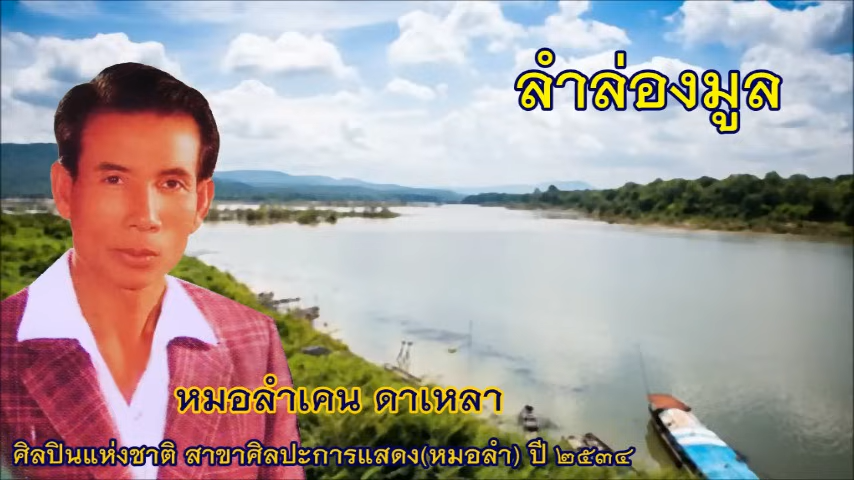 ลำล่องมูล
หมอลำเคน ดาเหลา
ศิลปินแห่งชาติ สาขาศิลปะการแสดง(หมอลำ) ปี ๒๕๓๔